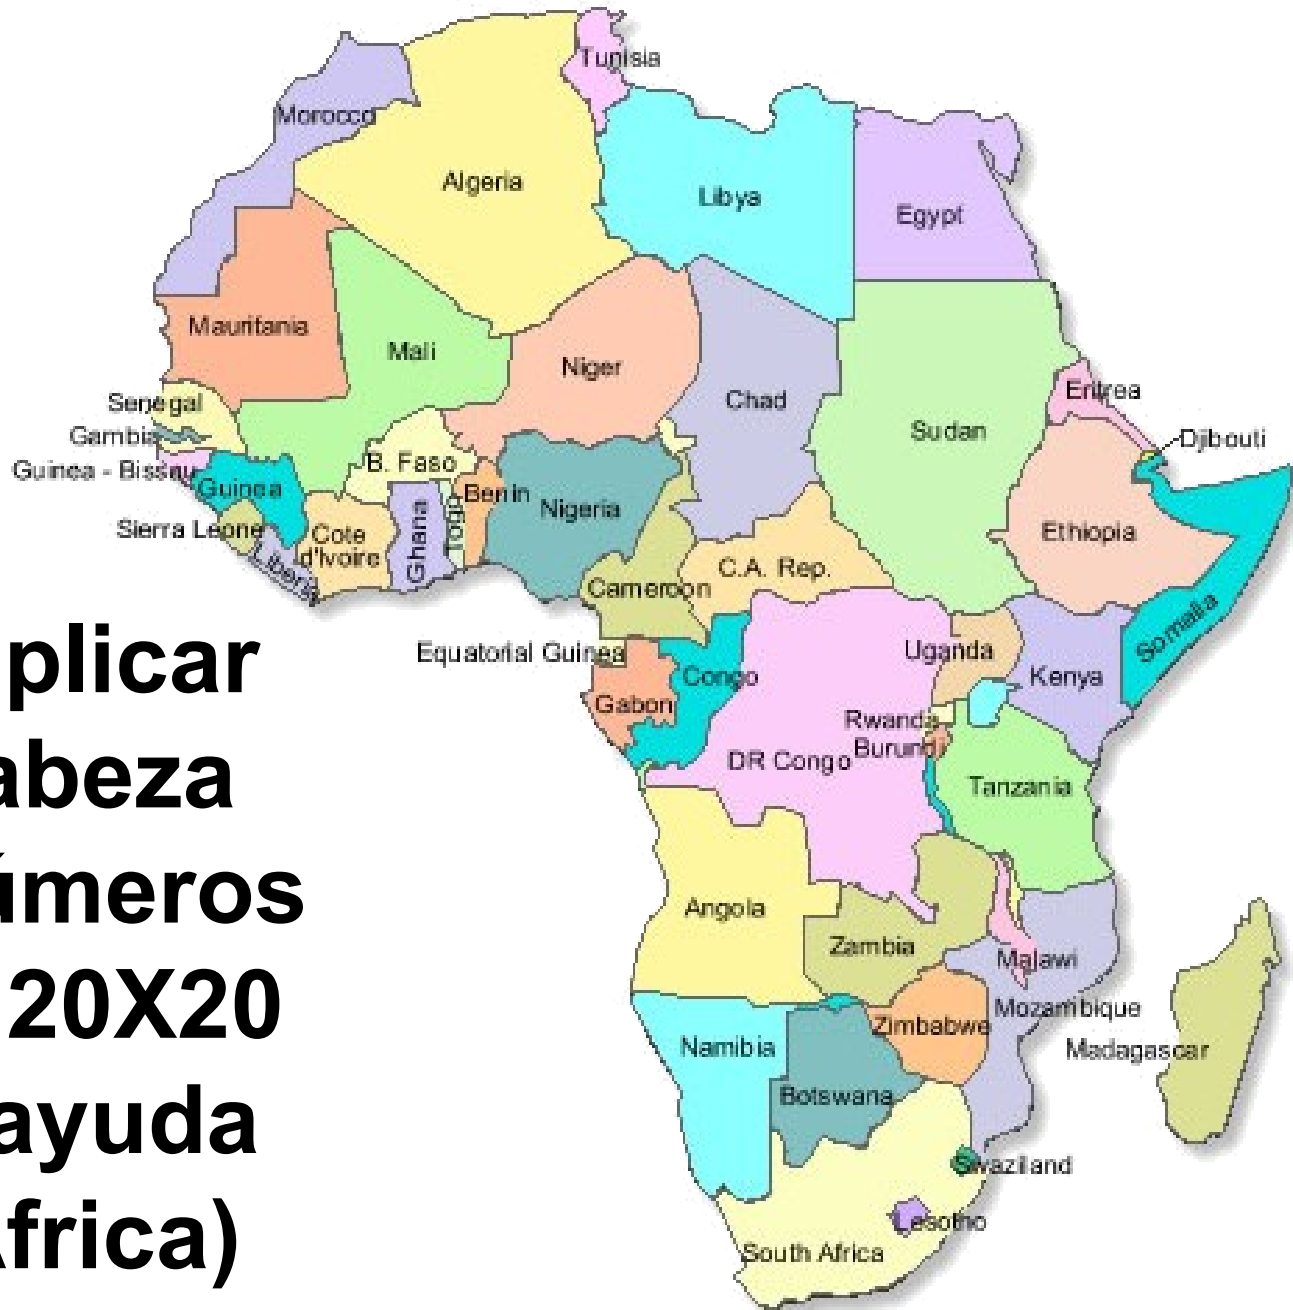 Tunisia
Morocco
Algeria
Libya
Egypt
Mauritania
Mali
Niger
Chad
Sudan
Eritrea
Djibouti
Senegal
Gambia
Guinea - Bissau
Guinea
B. Faso
Benin
Nigeria
Ethiopia
Sierra Leone
Liberia
Cote
d'Ivoire
Ghana
Togo
Cameroon
C.A. Rep.
Somalia
Equatorial Guinea
Gabon
Congo
Uganda
Kenya
Rwanda
Burundi
DR Congo
Tanzania
Angola
Zambia
Malawi
Mozambique
Zimbabwe
Madagascar
Namibia
Botswana
Swaziland
Lesotho
South Africa
plicar
abeza
úmeros
20X20
ayuda
frica)